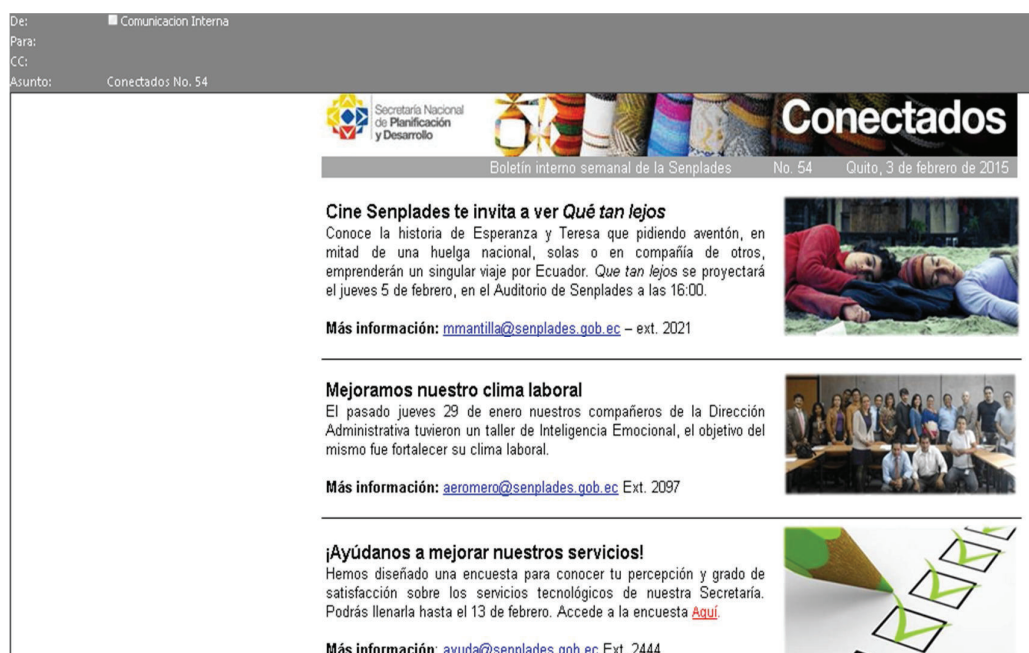 De: Comunicacion Interna
Para:
CC:
Asunto: Conectados No. 54
Secretaría Nacional
de Planificación
y Desarrollo
Conectados
Boletín interno semanal de la Senplades No. 54 Quito, 3 de febrero de 2015
Cine Senplades te invita a ver Qué tan lejos
Conoce la historia de Esperanza y Teresa que pidiendo aventón, en
mitad de una huelga nacional, solas o en compañía de otros,
emprenderán un singular viaje por Ecuador. Que tan lejos se proyectará
el jueves 5 de febrero, en el Auditorio de Senplades a las 16:00.
Más información: mmantilla@senplades.gob.ec – ext. 2021
Mejoramos nuestro clima laboral
El pasado jueves 29 de enero nuestros compañeros de la Dirección
Administrativa tuvieron un taller de Inteligencia Emocional, el objetivo del
mismo fue fortalecer su clima laboral.
Más información: aeromero@senplades.gob.ec Ext. 2097
¡Ayúdanos a mejorar nuestros servicios!
Hemos diseñado una encuesta para conocer tu percepción y grado de
satisfacción sobre los servicios tecnológicos de nuestra Secretaría.
Podrás llenarla hasta el 13 de febrero. Accede a la encuesta Aquí.
Más información: ayuda@senplades.gob.ec Ext. 2444